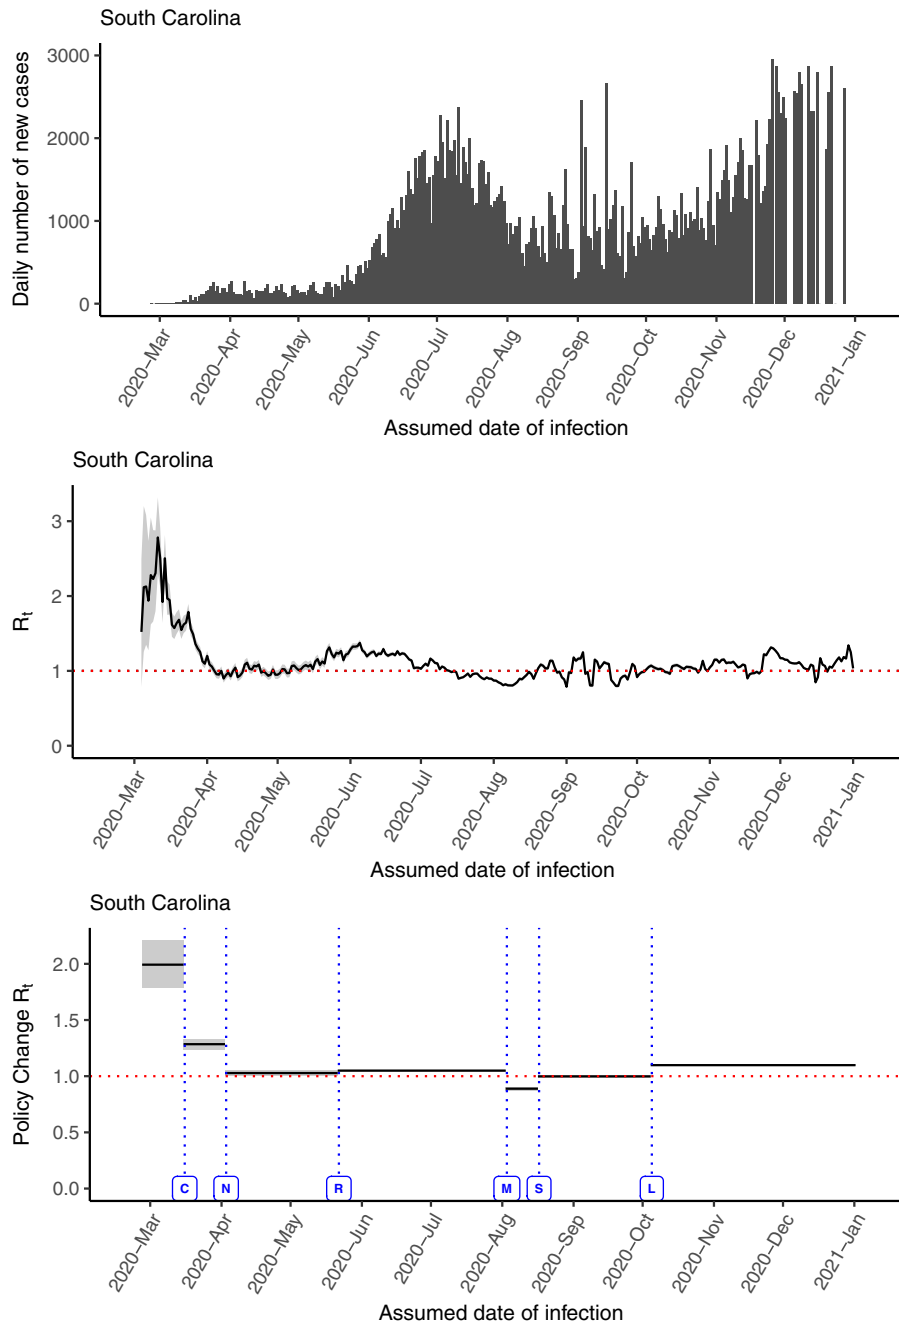 South Carolina
Daily number of new cases
3000
2000
1000
0
2020−Mar
2020−Apr
2020−May
2020−Jun
2020−Jul
2020−Aug
2020−Sep
2020−Oct
2020−Nov
2020−Dec
2021−Jan
Assumed date of infection
South Carolina
Rt
3
2
1
0
2020−Mar
2020−Apr
2020−May
2020−Jun
2020−Jul
2020−Aug
2020−Sep
2020−Oct
2020−Nov
2020−Dec
2021−Jan
Assumed date of infection
South Carolina
Policy Change Rt
2.0
1.5
1.0
0.5
0.0
C
N
R
M
S
L
2020−Mar
2020−Apr
2020−May
2020−Jun
2020−Jul
2020−Aug
2020−Sep
2020−Oct
2020−Nov
2020−Dec
2021−Jan
Assumed date of infection